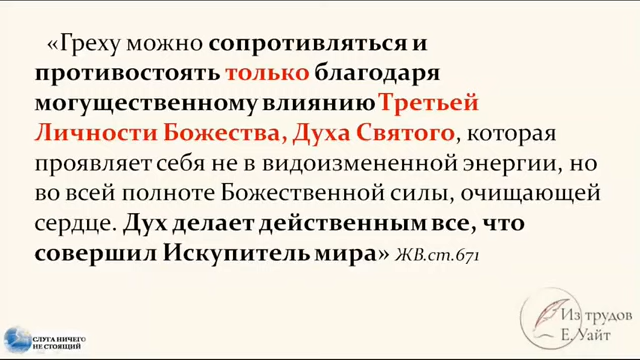 «Греху можно сопротивляться и
противостоять только благодаря
могущественному влиянию Третьей
Личности Божества, Духа Святого, которая
проявляет себя не в видоизмененной энергии, но
во всей полноте Божественной силы, очищающей
сердце. Дух делает действенным все, что
совершил Искупитель мира» ЖВ.ст.671
Из трудов
Е. Уайт
СЛУГА НИЧЕГО
НЕ СТОЯЩИЙ